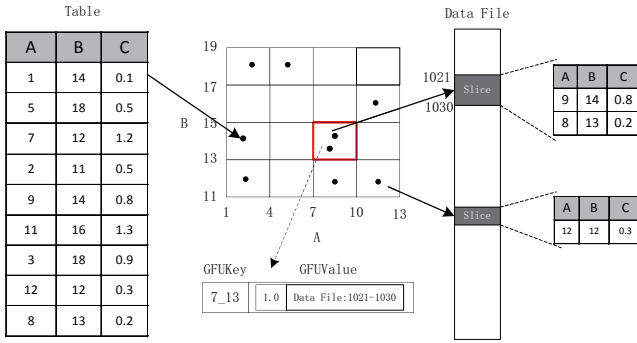 Table
A B C
1 14 0.1
5 18 0.5
7 12 1.2
2 11 0.5
9 14 0.8
11 16 1.3
3 18 0.9
12 12 0.3
8 13 0.2
19
17
B 15
13
11
1 4 7 10 13
A
GFUKey GFUValue
7_13 1.0 Data File:1021-1030
Data File
1021
Slice
1030
Slice
A B C
9 14 0.8
8 13 0.2
A B C
12 12 0.3